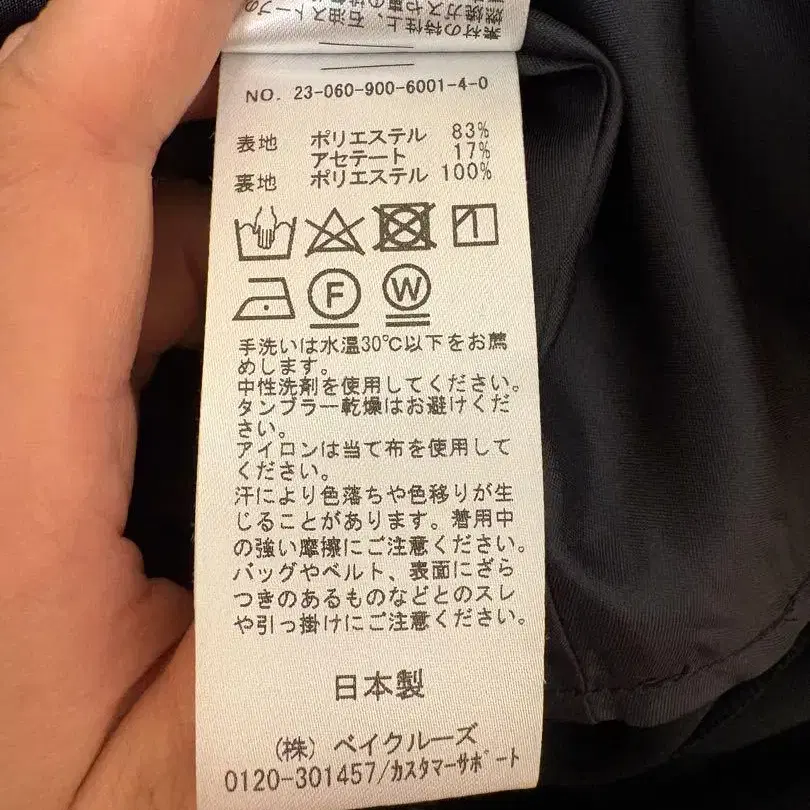 NO. 23-060-900-6001-4-0
表地 ポリエステル 83%
アセテート 17%
裏地 ポリエステル 100%
F W
手洗いは水温30℃以下をお薦
めします。
中性洗剤を使用してください。
タンブラー乾燥はお避けくだ
さい。
アイロンは当て布を使用して
ください。
汗により色落ちや色移りが生
じることがあります。着用中
の強い摩擦にご注意ください。
バッグやベルト、表面にざら
つきのあるものなどとのスレ
や引っ掛けにご注意ください。
日本製
(株) ベイクルーズ
0120-301457/カスタマーサポート